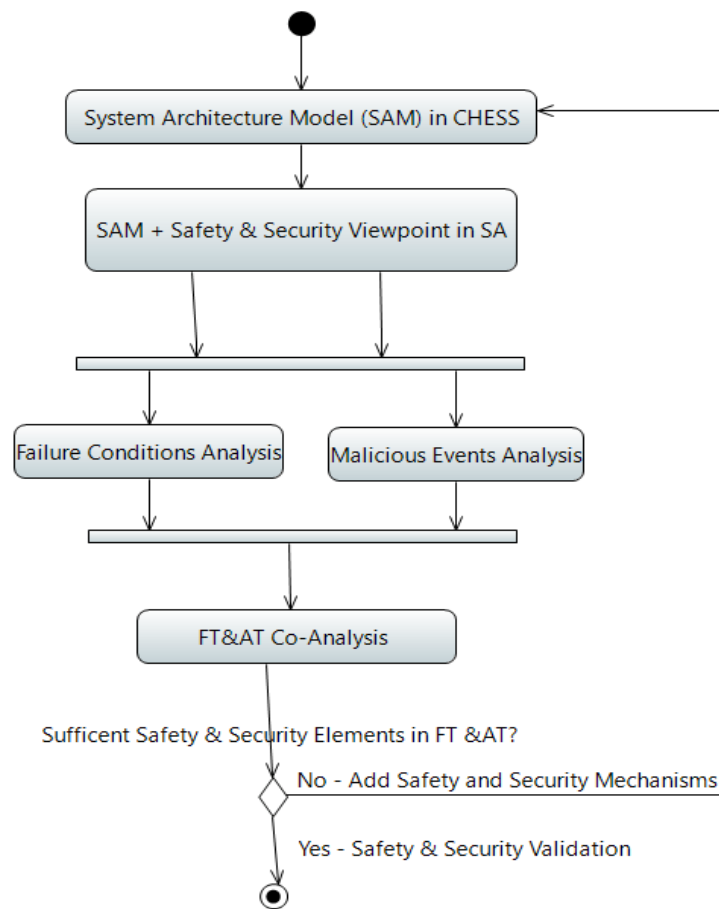 System Architecture Model (SAM) in CHESS
SAM + Safety & Security Viewpoint in SA
Failure Conditions Analysis
Malicious Events Analysis
FT&AT Co-Analysis
Sufficent Safety & Security Elements in FT &AT?
No - Add Safety and Security Mechanisms
Yes - Safety & Security Validation